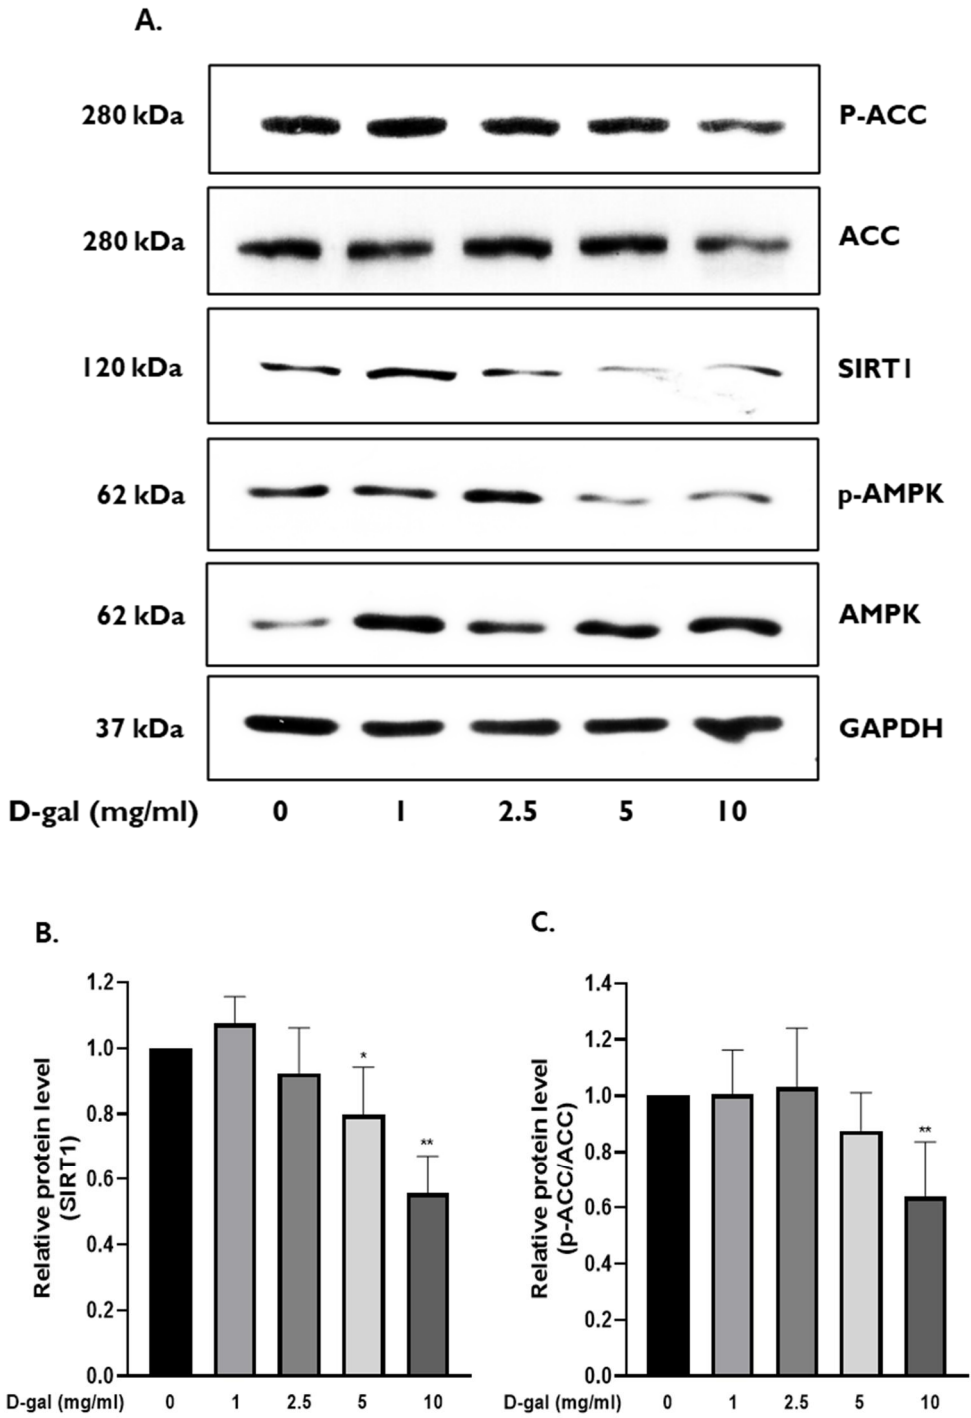 A.
280 kDa P-ACC
280 kDa ACC
120 kDa SIRT1
62 kDa p-AMPK
62 kDa AMPK
37 kDa GAPDH
D-gal (mg/ml) 0 1 2.5 5 10
B.
Relative protein level
(SIRT1)
1.2
1.0
0.8
0.6
0.4
0.2
0.0
*
**
D-gal (mg/ml) 0 1 2.5 5 10
C.
Relative protein level
(p-ACC/ACC)
1.4
1.2
1.0
0.8
0.6
0.4
0.2
0.0
**
D-gal (mg/ml) 0 1 2.5 5 10